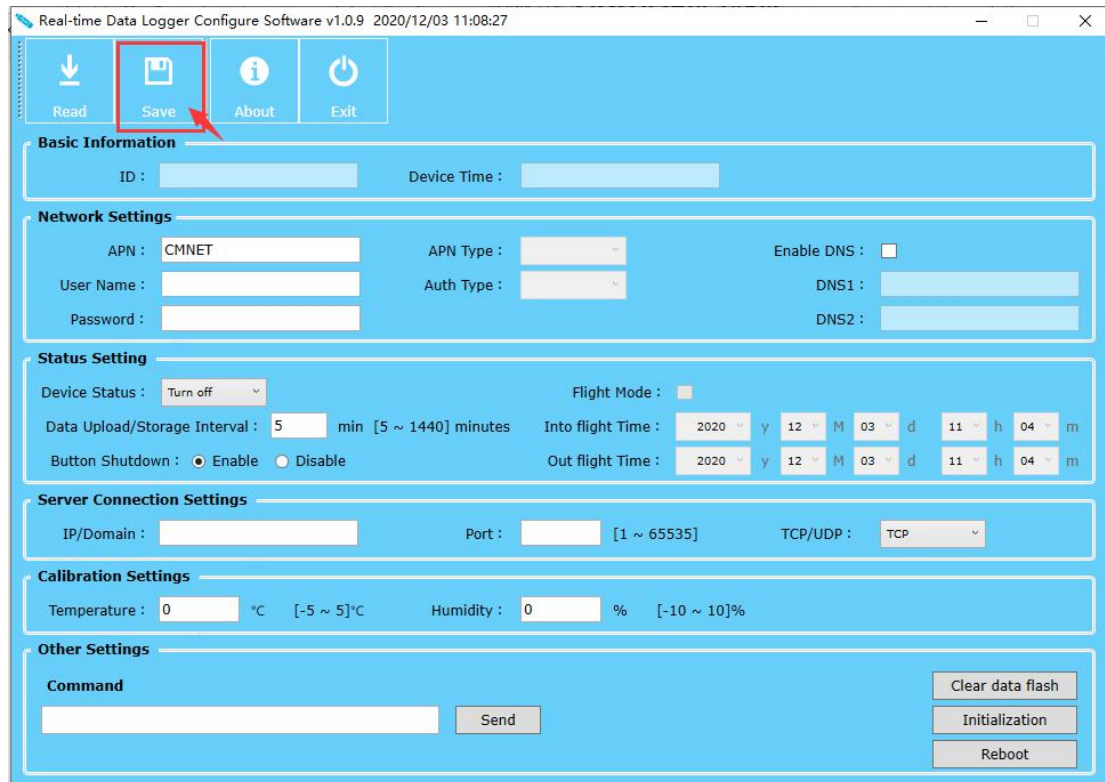 Real-time Data Logger Configure Software v1.0.9 2020/12/03 11:08:27
Read Save About Exit
Basic Information
ID : Device Time :
Network Settings
APN : CMNET APN Type : Enable DNS :
User Name : Auth Type : DNS1 :
Password : DNS2 :
Status Setting
Device Status : Turn off Flight Mode :
Data Upload/Storage Interval : 5 min [5 ~ 1440] minutes Into flight Time : 2020 y 12 M 03 d 11 h 04 m
Button Shutdown : Enable Disable Out flight Time : 2020 y 12 M 03 d 11 h 04 m
Server Connection Settings
IP/Domain : Port : [1 ~ 65535] TCP/UDP : TCP
Calibration Settings
Temperature : 0 °C [-5 ~ 5]°C Humidity : 0 % [-10 ~ 10]%
Other Settings
Command
Clear data flash
Send Initialization
Reboot